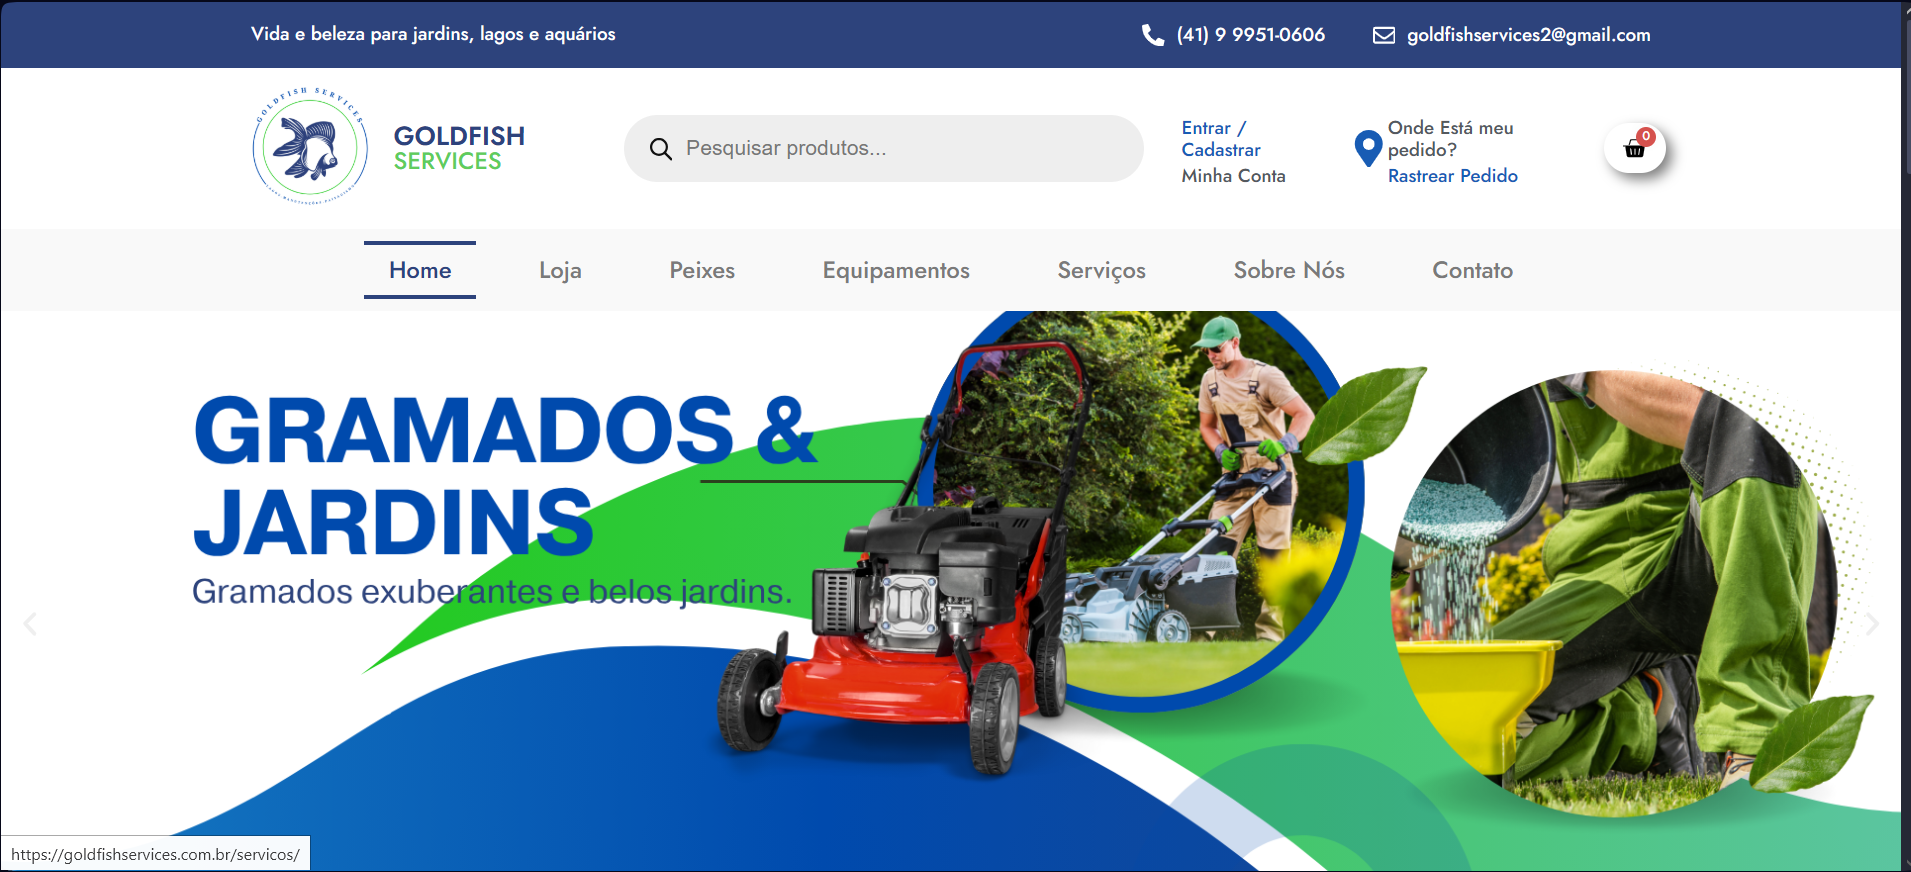 Vida e beleza para jardins, lagos e aquários
(41) 9 9951-0606
goldfishservices2@gmail.com
GOLDFISH SERVICES
GOLDFISH
SERVICES
Pesquisar produtos...
Entrar /
Cadastrar
Minha Conta
Onde Está meu
pedido?
Rastrear Pedido
0
Home
Loja
Peixes
Equipamentos
Serviços
Sobre Nós
Contato
GRAMADOS &
JARDINS
Gramados exuberantes e belos jardins.
https://goldfishservices.com.br/servicos/